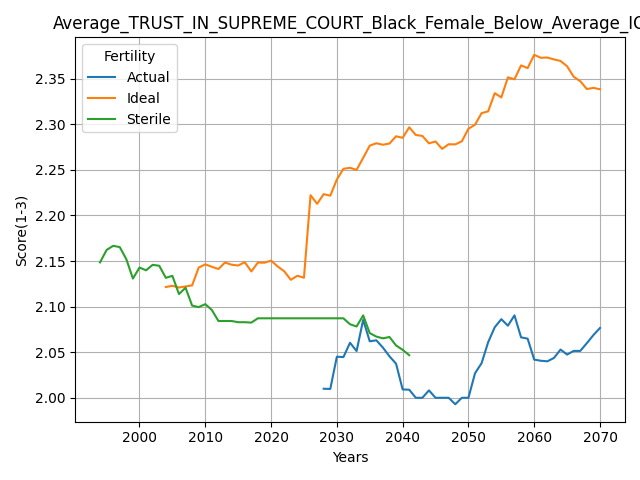 Average_TRUST_IN_SUPREME_COURT_Black_Female_Below_Average_IC
Fertility
Actual
Ideal
Sterile
Score(1-3)
2.35
2.30
2.25
2.20
2.15
2.10
2.05
2.00
2000 2010 2020 2030 2040 2050 2060 2070
Years